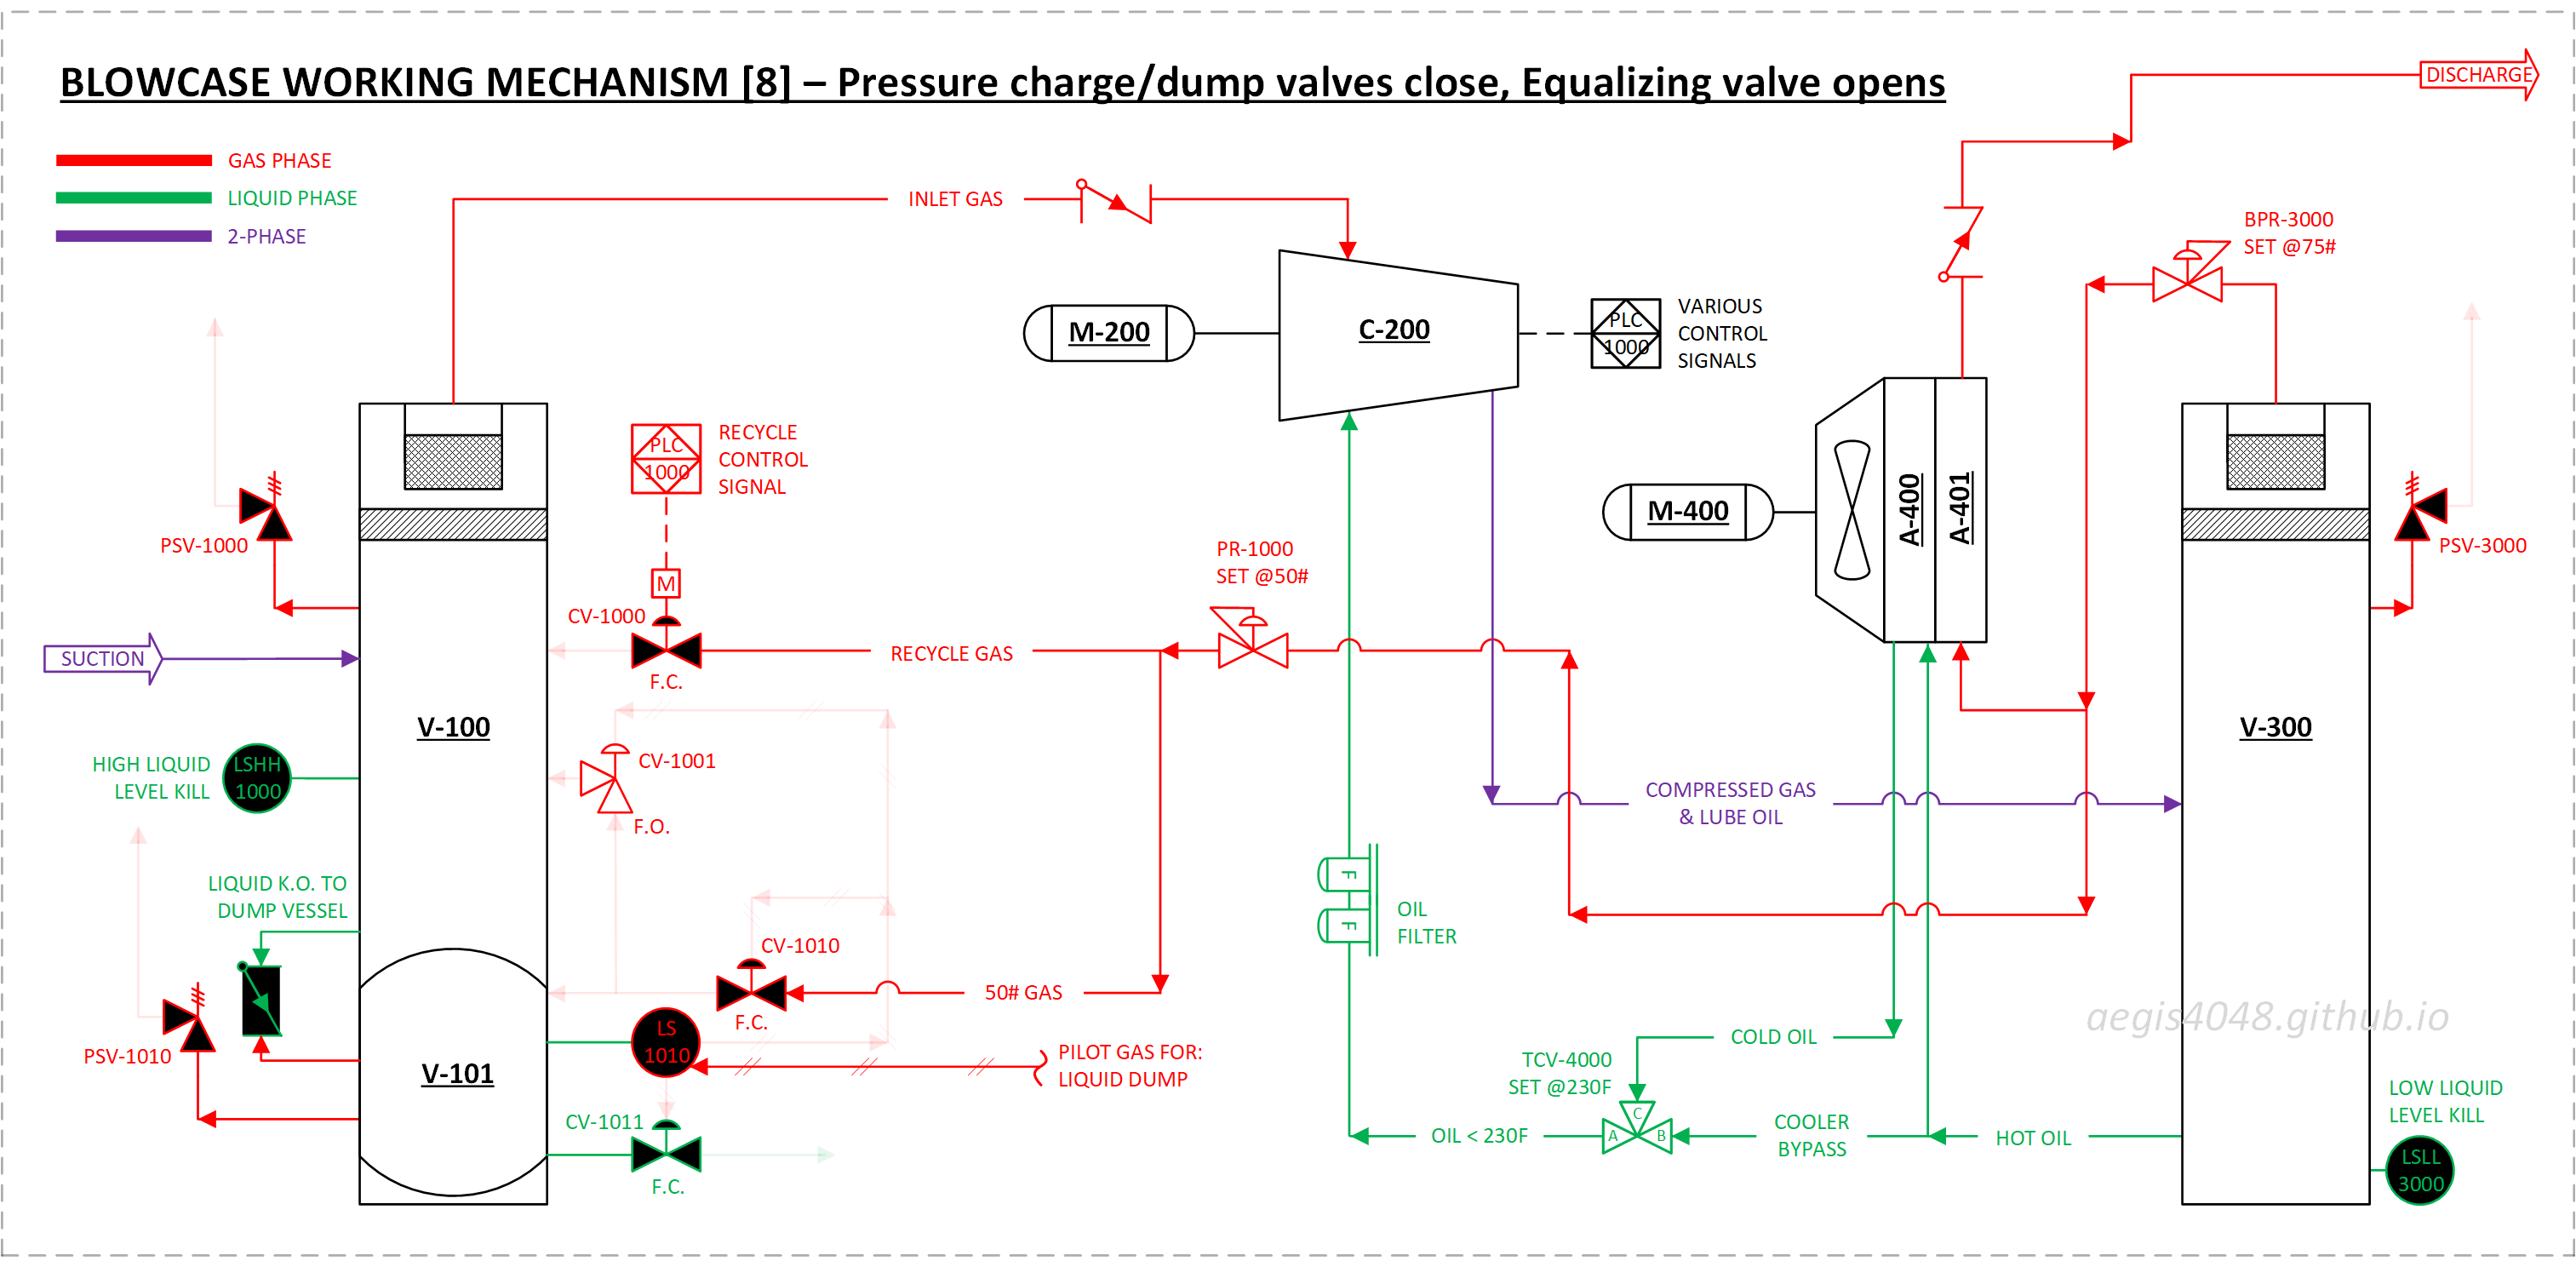 BLOWCASE WORKING MECHANISM [8] – Pressure charge/dump valves close, Equalizing valve opens
DISCHARGE
GAS PHASE
LIQUID PHASE
2-PHASE
INLET GAS
BPR-3000
SET @75#
M-200
C-200
PLC
1000
VARIOUS
CONTROL
SIGNALS
PLC
1000
RECYCLE
CONTROL
SIGNAL
M-400
A-400
A-401
PSV-1000
PSV-3000
PR-1000
SET @50#
M
CV-1000
F.C.
RECYCLE GAS
SUCTION
V-100
V-300
HIGH LIQUID
LEVEL KILL
LSHH
1000
CV-1001
F.O.
COMPRESSED GAS
& LUBE OIL
LIQUID K.O. TO
DUMP VESSEL
F
F
OIL
FILTER
CV-1010
F.C.
50# GAS
LS
1010
PILOT GAS FOR:
LIQUID DUMP
PSV-1010
V-101
CV-1011
F.C.
COLD OIL
TCV-4000
SET @230F
C
A
B
OIL < 230F
COOLER
BYPASS
HOT OIL
aegis4048.github.io
LOW LIQUID
LEVEL KILL
LSLL
3000